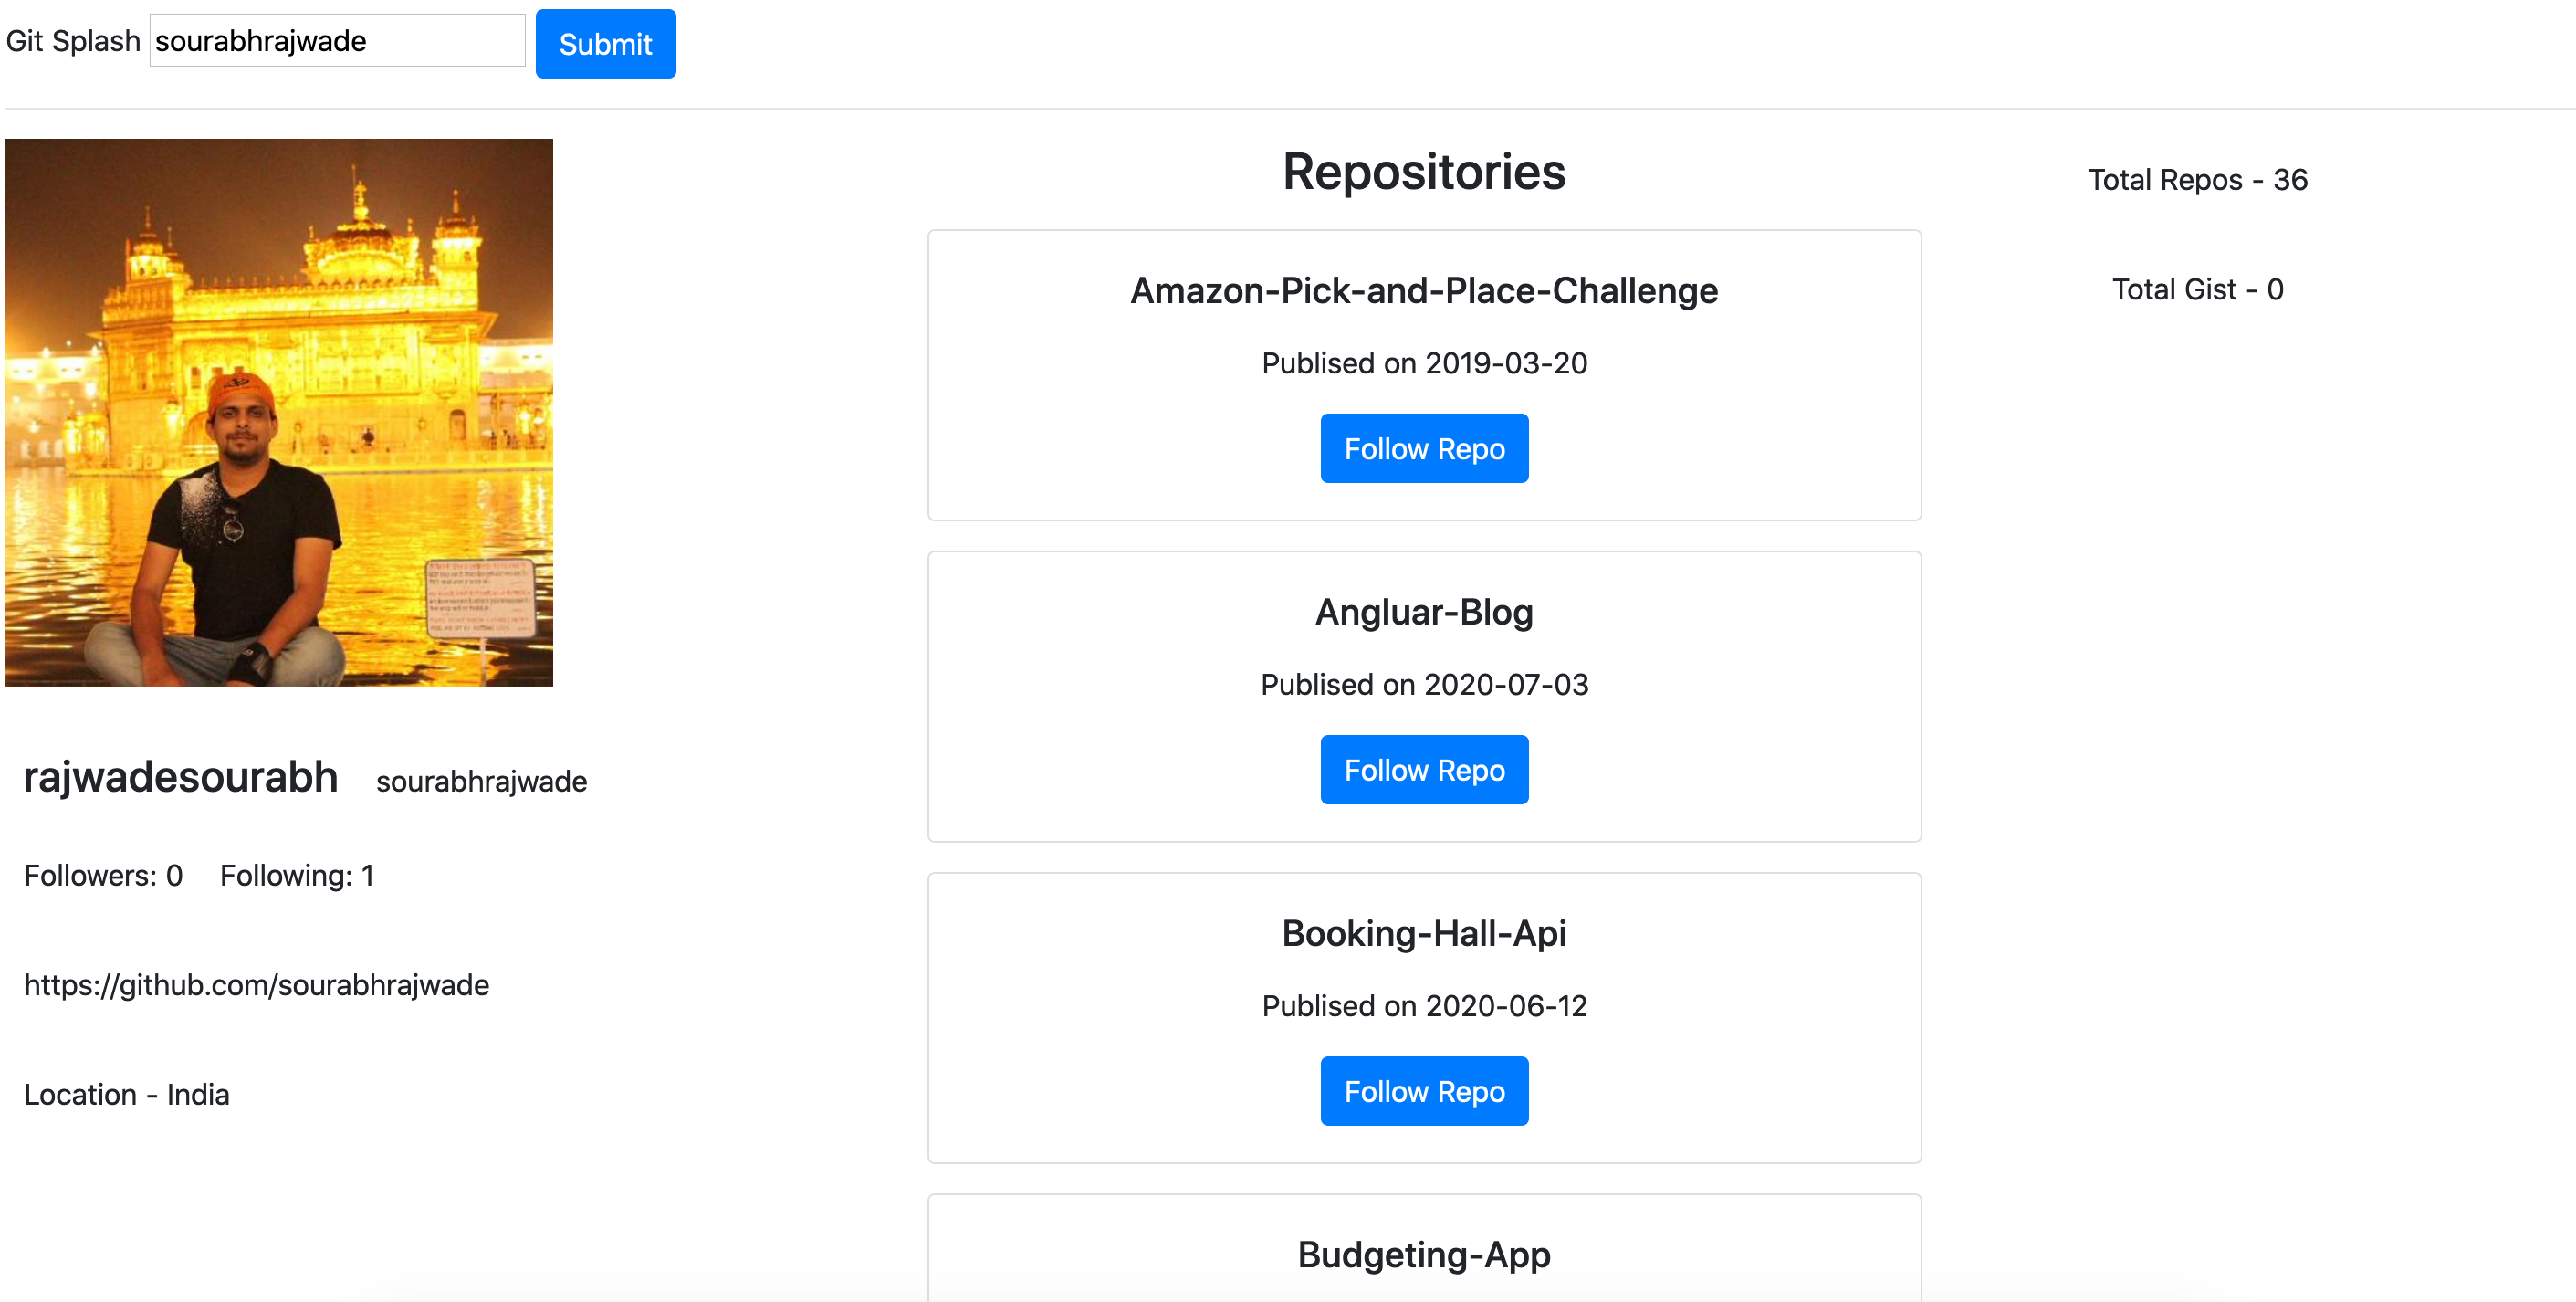 Git Splash sourabhrajwade Submit
rajwadesourabh sourabhrajwade
Followers: 0 Following: 1
https://github.com/sourabhrajwade
Location - India
Repositories
Amazon-Pick-and-Place-Challenge
Publised on 2019-03-20
Follow Repo
Angluar-Blog
Publised on 2020-07-03
Follow Repo
Booking-Hall-Api
Publised on 2020-06-12
Follow Repo
Budgeting-App
Total Repos - 36
Total Gist - 0